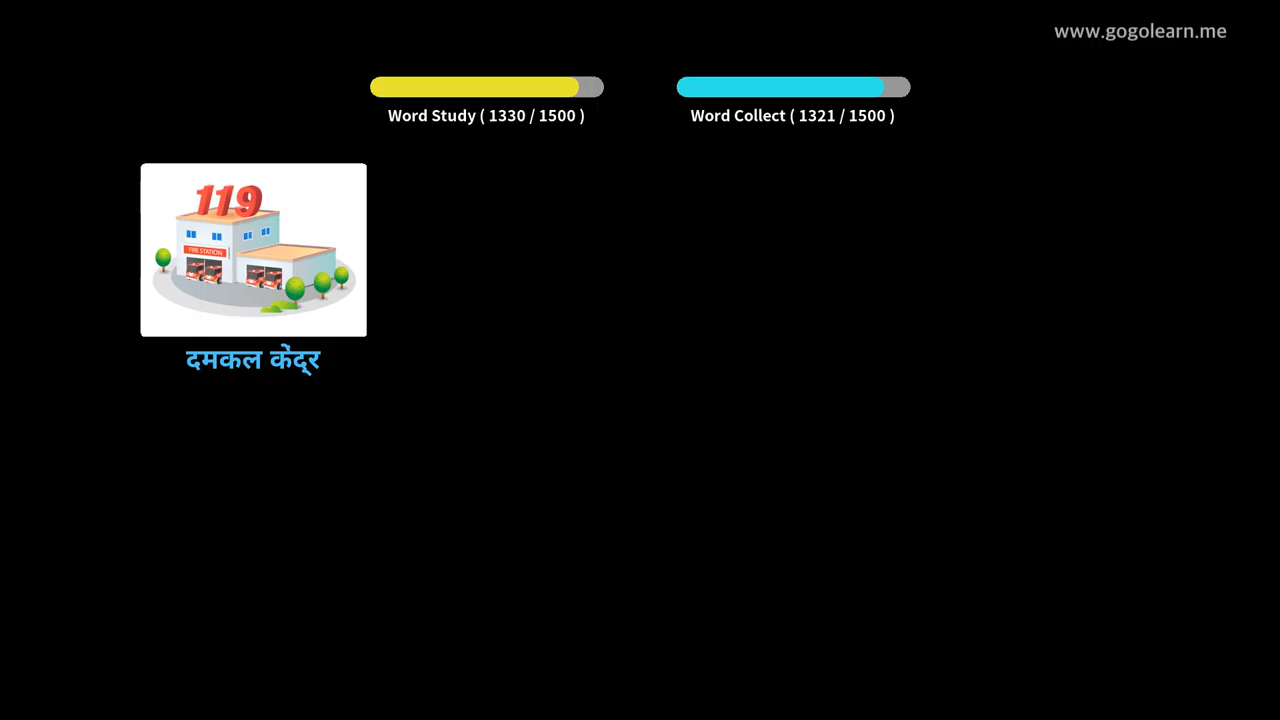 www.gogolearn.me
Word Study ( 1330 / 1500 )
Word Collect ( 1321 / 1500 )
119
FIRE STATION
दमकल केंद्र